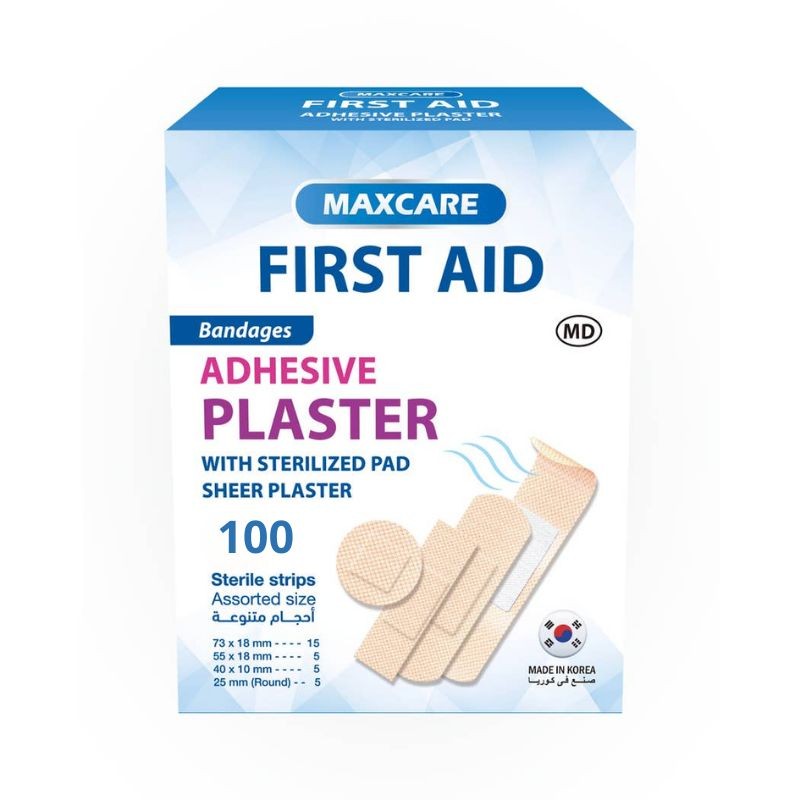 MAXCARE
FIRST AID
ADHESIVE PLASTER
WITH STERILIZED PAD
MAXCARE
FIRST AID
Bandages
MD
ADHESIVE
PLASTER
WITH STERILIZED PAD
SHEER PLASTER
100
Sterile strips
Assorted size
أحجام متنوعة
73 x 18 mm ---- 15
55 x 18 mm ---- 5
40 x 10 mm ---- 5
25 mm (Round) -- 5
MADE IN KOREA
صنع فى كوريا